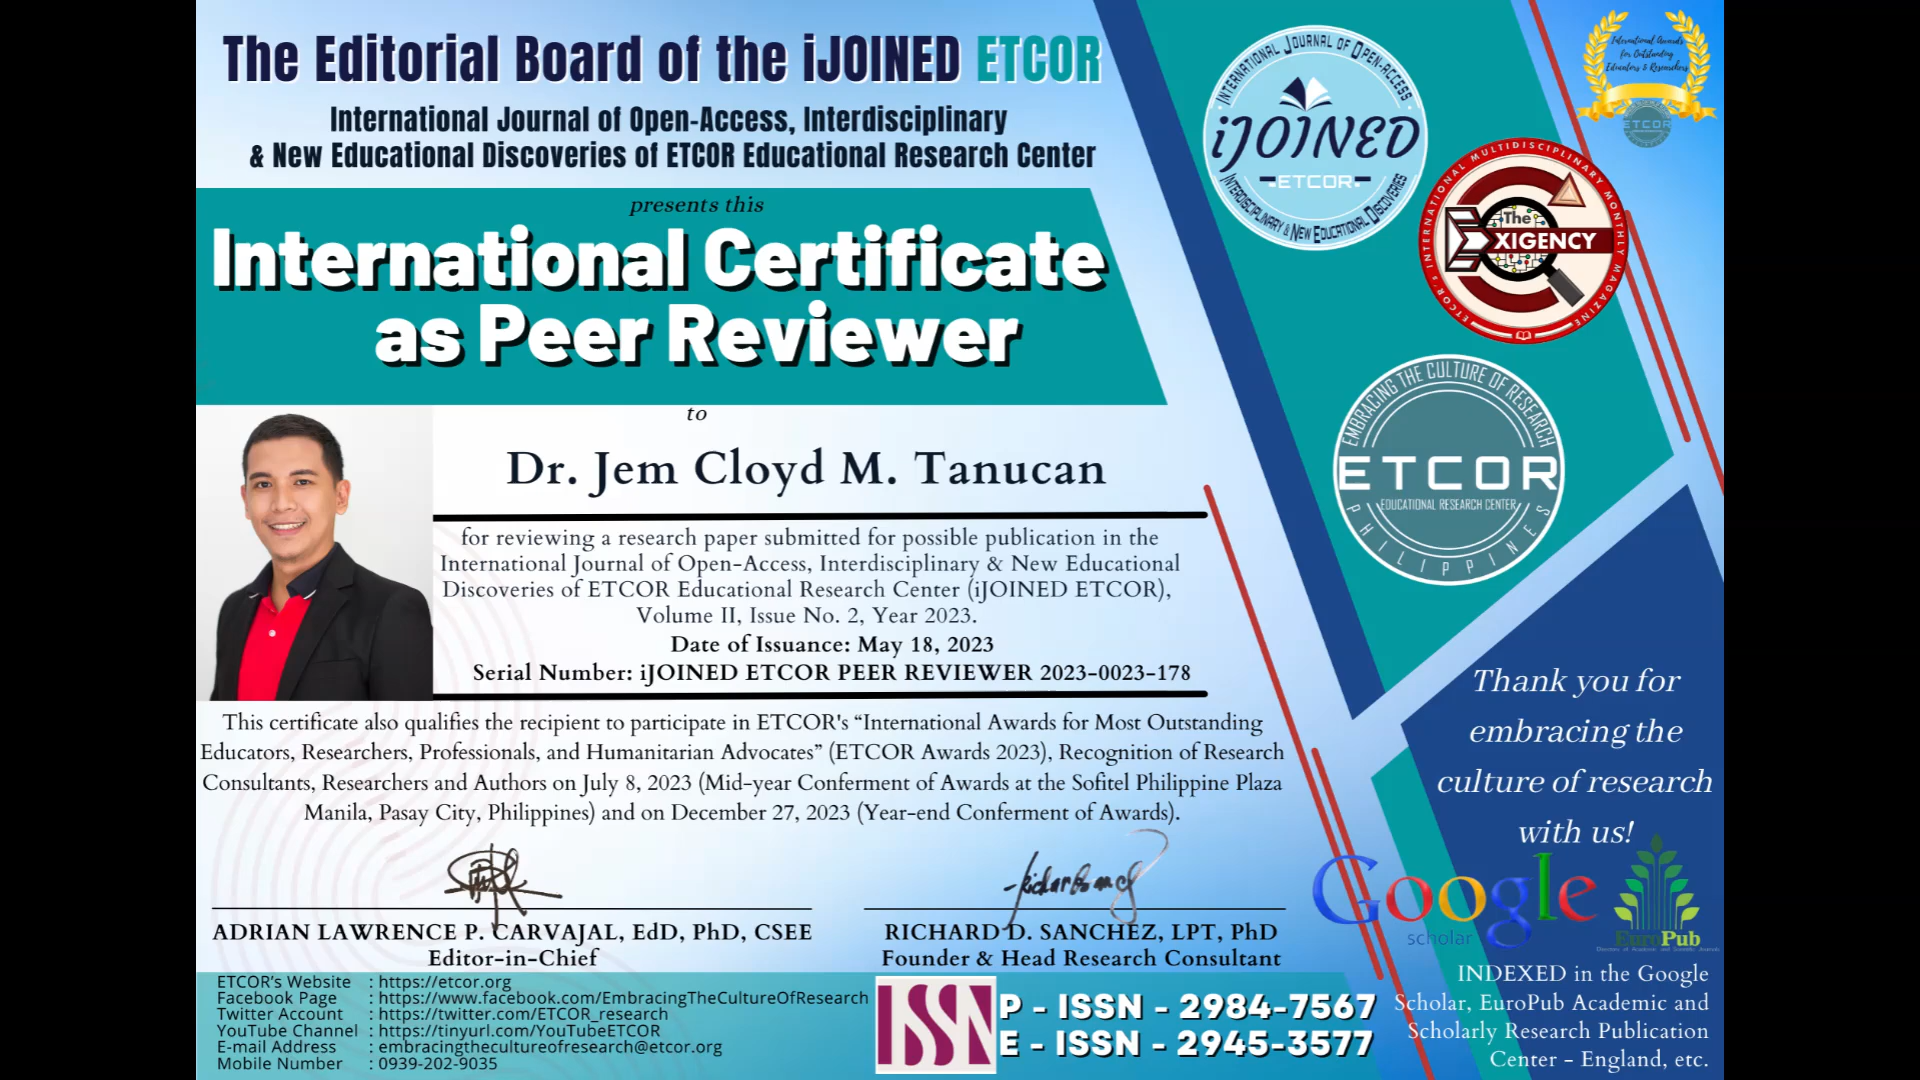 The Editorial Board of the iJOINED ETCOR
International Journal of Open-Access, Interdisciplinary
& New Educational Discoveries of ETCOR Educational Research Center
presents this
International Certificate
as Peer Reviewer
to
Dr. Jem Cloyd M. Tanucan
for reviewing a research paper submitted for possible publication in the
International Journal of Open-Access, Interdisciplinary & New Educational
Discoveries of ETCOR Educational Research Center (iJOINED ETCOR),
Volume II, Issue No. 2, Year 2023.
Date of Issuance: May 18, 2023
Serial Number: iJOINED ETCOR PEER REVIEWER 2023-0023-178
This certificate also qualifies the recipient to participate in ETCOR's “International Awards for Most Outstanding
Educators, Researchers, Professionals, and Humanitarian Advocates” (ETCOR Awards 2023), Recognition of Research
Consultants, Researchers and Authors on July 8, 2023 (Mid-year Conferment of Awards at the Sofitel Philippine Plaza
Manila, Pasay City, Philippines) and on December 27, 2023 (Year-end Conferment of Awards).
ADRIAN LAWRENCE P. CARVAJAL, EdD, PhD, CSEE
Editor-in-Chief
RICHARD D. SANCHEZ, LPT, PhD
Founder & Head Research Consultant
ETCOR's Website : https://etcor.org
Facebook Page : https://www.facebook.com/EmbracingTheCultureOfResearch
Twitter Account : https://twitter.com/ETCOR_research
YouTube Channel : https://tinyurl.com/YouTubeETCOR
E-mail Address : embracingthecultureofresearch@etcor.org
Mobile Number : 0939-202-9035
ISSN
P - ISSN - 2984-7567
E - ISSN - 2945-3577
INTERNATIONAL JOURNAL OF OPEN-ACCESS
iJOINED
ETCOR
INTERDISCIPLINARY & NEW EDUCATIONAL DISCOVERIES
International Awards
for Outstanding
Educators & Researchers
ETCOR
ETCOR's INTERNATIONAL MULTIDISCIPLINARY MONTHLY MAGAZINE
The
EXIGENCY
EMBRACING THE CULTURE OF RESEARCH
ETCOR
EDUCATIONAL RESEARCH CENTER
PHILIPPINES
Thank you for
embracing the
culture of research
with us!
Google
scholar
EuroPub
INDEXED in the Google
Scholar, EuroPub Academic and
Scholarly Research Publication
Center - England, etc.